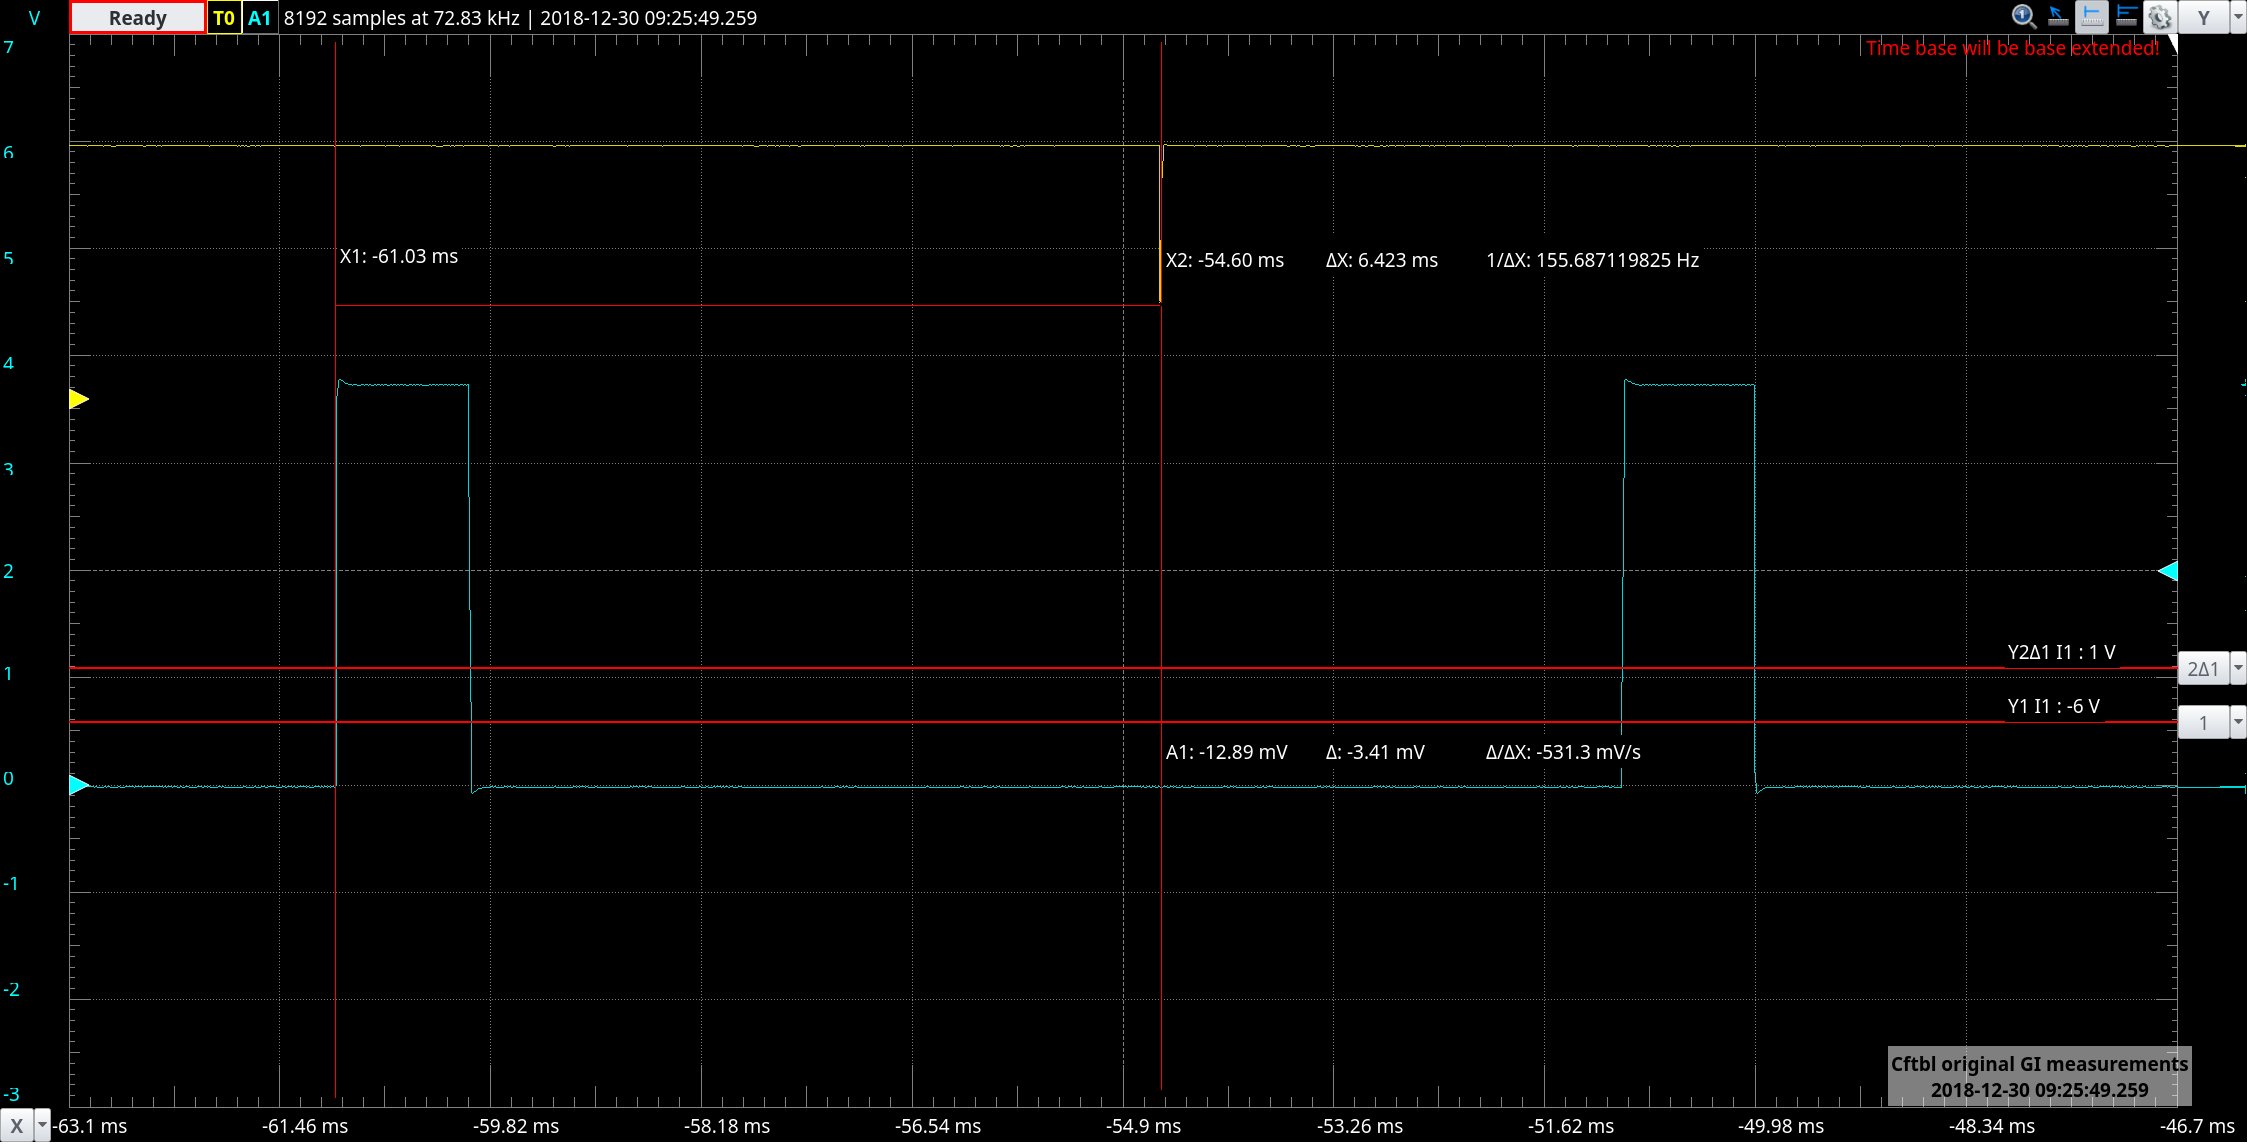 V Ready T0 A1 8192 samples at 72.83 kHz | 2018-12-30 09:25:49.259 1 Y
7
Time base will be base extended!
6
5
X1: -61.03 ms X2: -54.60 ms ΔX: 6.423 ms 1/ΔX: 155.687119825 Hz
4
3
2
Y2Δ1 I1 : 1 V
1
2Δ1
Y1 I1 : -6 V
1
A1: -12.89 mV Δ: -3.41 mV Δ/ΔX: -531.3 mV/s
0
-1
-2
Cftbl original GI measurements
2018-12-30 09:25:49.259
-3
X -63.1 ms -61.46 ms -59.82 ms -58.18 ms -56.54 ms -54.9 ms -53.26 ms -51.62 ms -49.98 ms -48.34 ms -46.7 ms